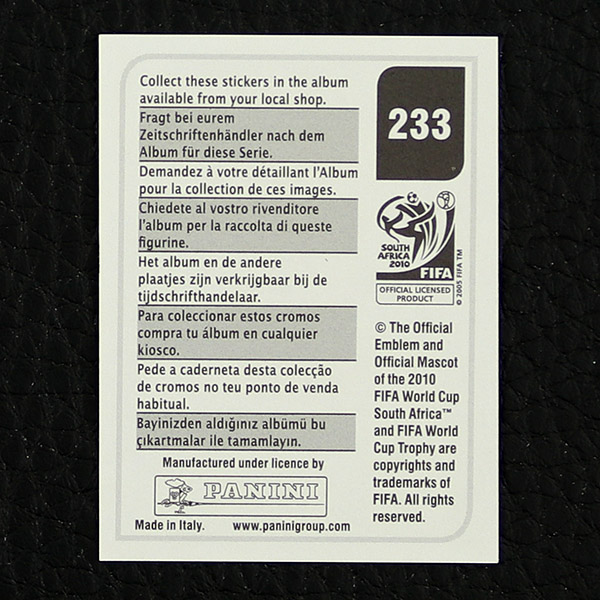 Collect these stickers in the album
available from your local shop.
Fragt bei eurem
Zeitschriftenhändler nach dem
Album für diese Serie.
Demandez à votre détaillant l'Album
pour la collection de ces images.
Chiedete al vostro rivenditore
l'album per la raccolta di queste
figurine.
Het album en de andere
plaatjes zijn verkrijgbaar bij de
tijdschrifthandelaar.
Para coleccionar estos cromos
compra tu álbum en cualquier
kiosco.
Pede a caderneta desta colecção
de cromos no teu ponto de venda
habitual.
Bayinizden aldığınız albümü bu
çıkartmalar ile tamamlayın.
Manufactured under licence by
PANINI
Made in Italy. www.paninigroup.com
233
SOUTH
AFRICA
2010
FIFA
© 2005 FIFA TM
OFFICIAL LICENSED
PRODUCT
© The Official
Emblem and
Official Mascot
of the 2010
FIFA World Cup
South Africa™
and FIFA World
Cup Trophy are
copyrights and
trademarks of
FIFA. All rights
reserved.